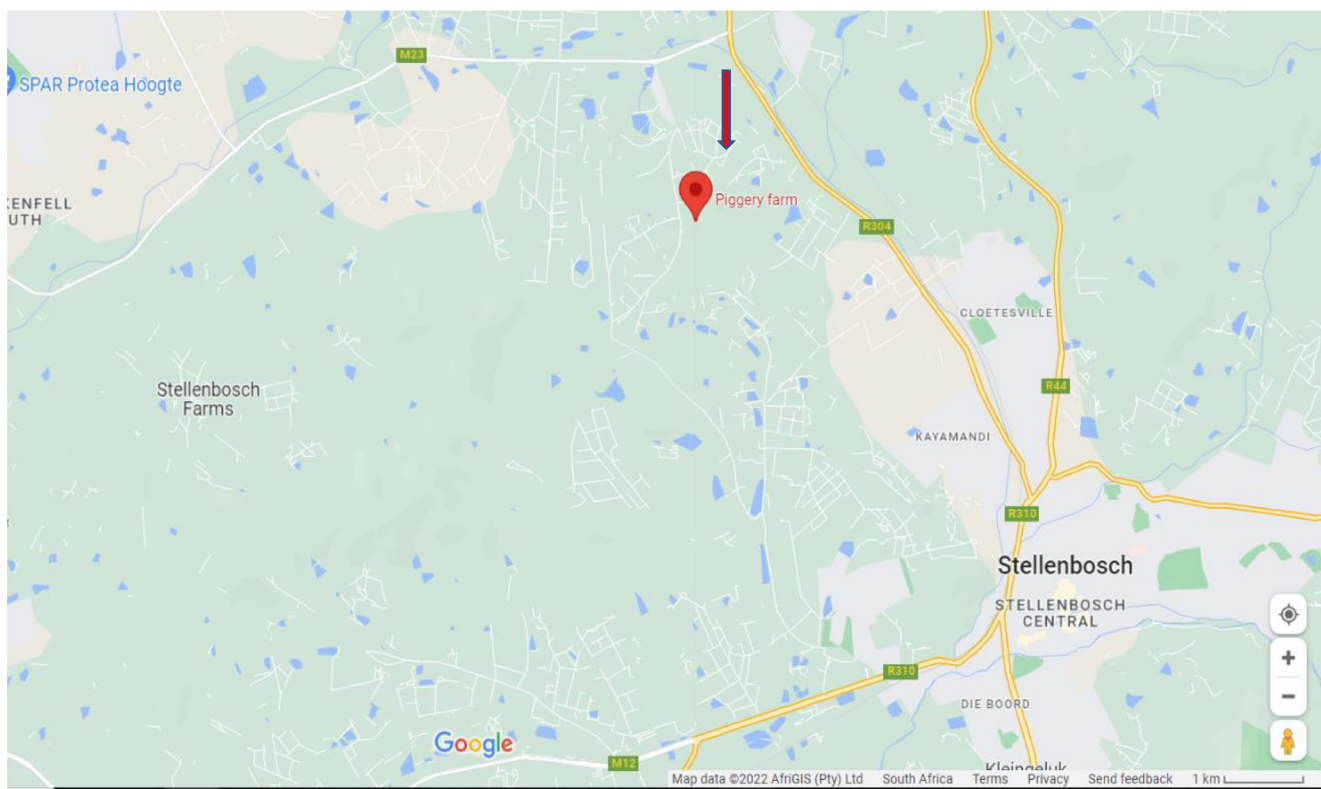 M23
SPAR Protea Hoogte
Piggery farm
KENFELL
UTH
R304
CLOETESVILLE
R44
Stellenbosch
Farms
KAYAMANDI
R310
Stellenbosch
STELLENBOSCH
CENTRAL
R310
DIE BOORD
Google
M12
Kleingeluk
Map data ©2022 AfriGIS (Pty) Ltd South Africa Terms Privacy Send feedback 1 km